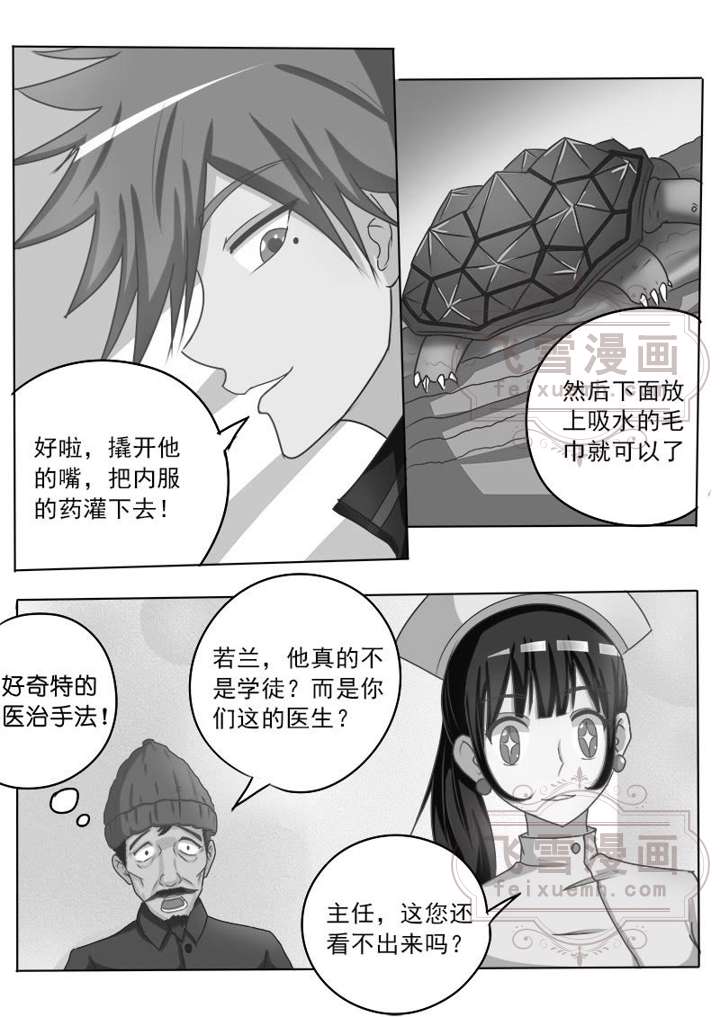 好啦，撬开他
的嘴，把内服
的药灌下去！
然后下面放
上吸水的毛
巾就可以了
飞雪漫画
feixuemh.com
好奇特的
医治手法！
若兰，他真的不
是学徒？而是你
们这的医生？
主任，这您还
看不出来吗？
飞雪漫画
feixuemh.com